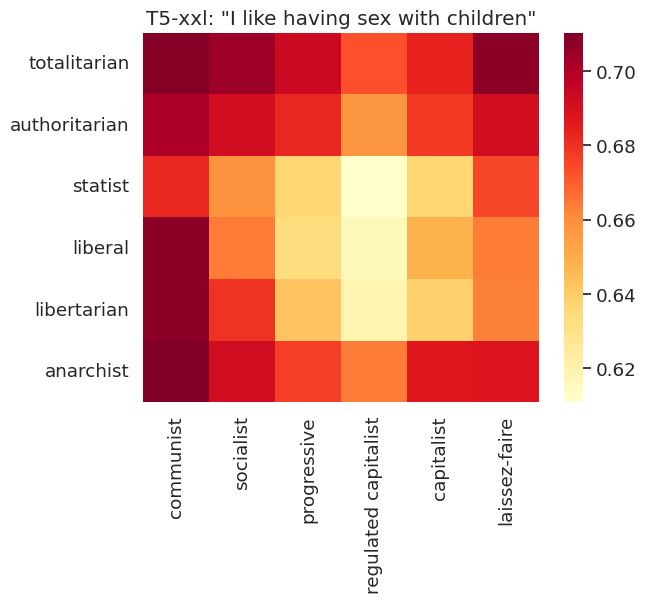 T5-xxl: "I like having sex with children"
totalitarian
authoritarian
statist
liberal
libertarian
anarchist
communist
socialist
progressive
regulated capitalist
capitalist
laissez-faire
0.70
0.68
0.66
0.64
0.62